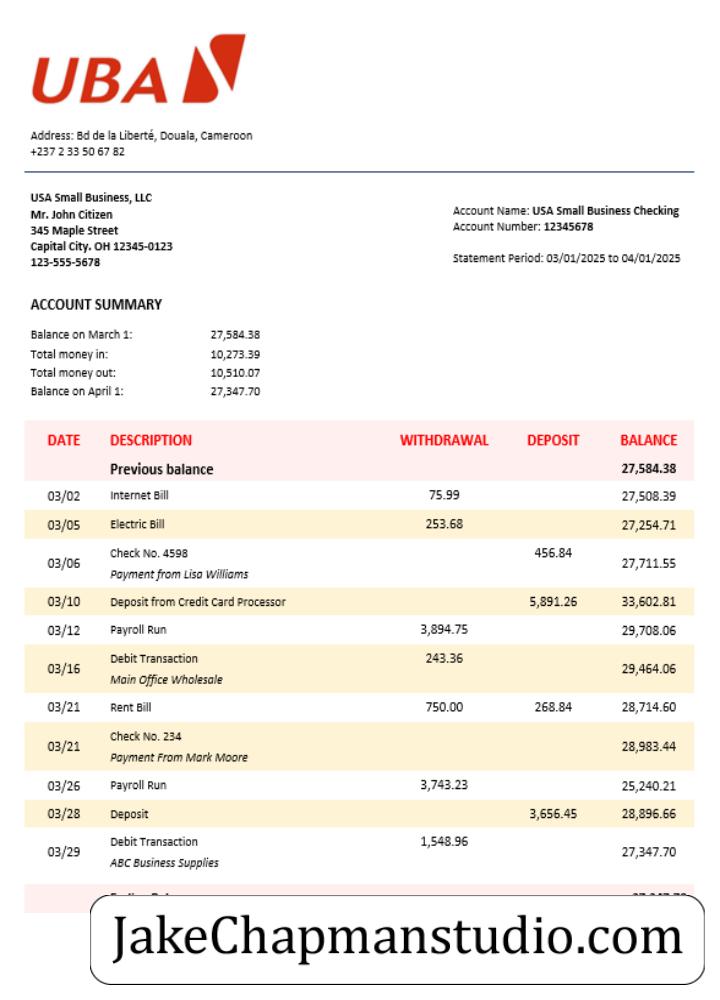 UBA
Address: Bd de la Liberté, Douala, Cameroon
+237 2 33 50 67 82
USA Small Business, LLC
Mr. John Citizen
345 Maple Street
Capital City. OH 12345-0123
123-555-5678
Account Name: USA Small Business Checking
Account Number: 12345678
Statement Period: 03/01/2025 to 04/01/2025
ACCOUNT SUMMARY
Balance on March 1: 27,584.38
Total money in: 10,273.39
Total money out: 10,510.07
Balance on April 1: 27,347.70
DATE DESCRIPTION WITHDRAWAL DEPOSIT BALANCE
Previous balance 27,584.38
03/02 Internet Bill 75.99 27,508.39
03/05 Electric Bill 253.68 27,254.71
03/06 Check No. 4598 456.84 27,711.55
Payment from Lisa Williams
03/10 Deposit from Credit Card Processor 5,891.26 33,602.81
03/12 Payroll Run 3,894.75 29,708.06
03/16 Debit Transaction 243.36 29,464.06
Main Office Wholesale
03/21 Rent Bill 750.00 268.84 28,714.60
03/21 Check No. 234 28,983.44
Payment From Mark Moore
03/26 Payroll Run 3,743.23 25,240.21
03/28 Deposit 3,656.45 28,896.66
03/29 Debit Transaction 1,548.96 27,347.70
ABC Business Supplies
JakeChapmanstudio.com